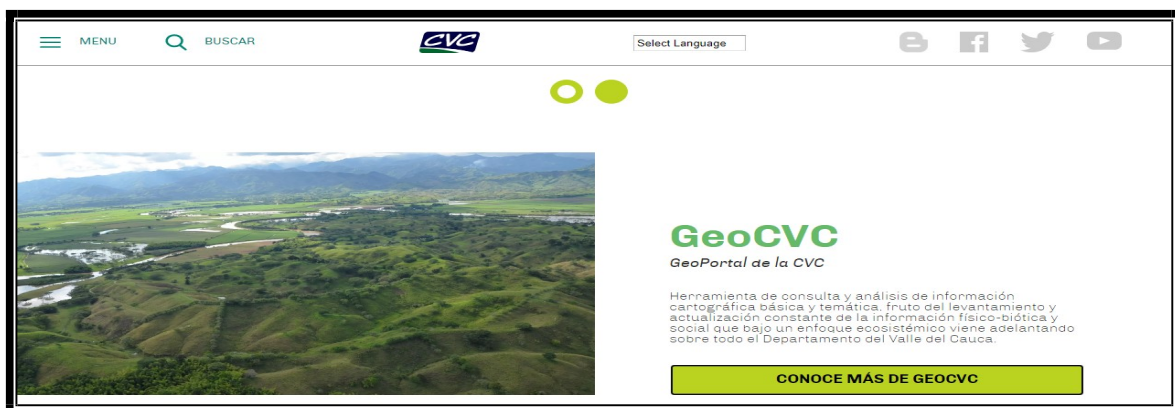 MENU
BUSCAR
CVC
Select Language
GeoCVC
GeoPortal de la CVC
Herramienta de consulta y análisis de información
cartográfica básica y temática, fruto del levantamiento y
actualización constante de la información físico-biótica y
social que bajo un enfoque ecosistémico viene adelantando
sobre todo el Departamento del Valle del Cauca.
CONOCE MÁS DE GEOCVC